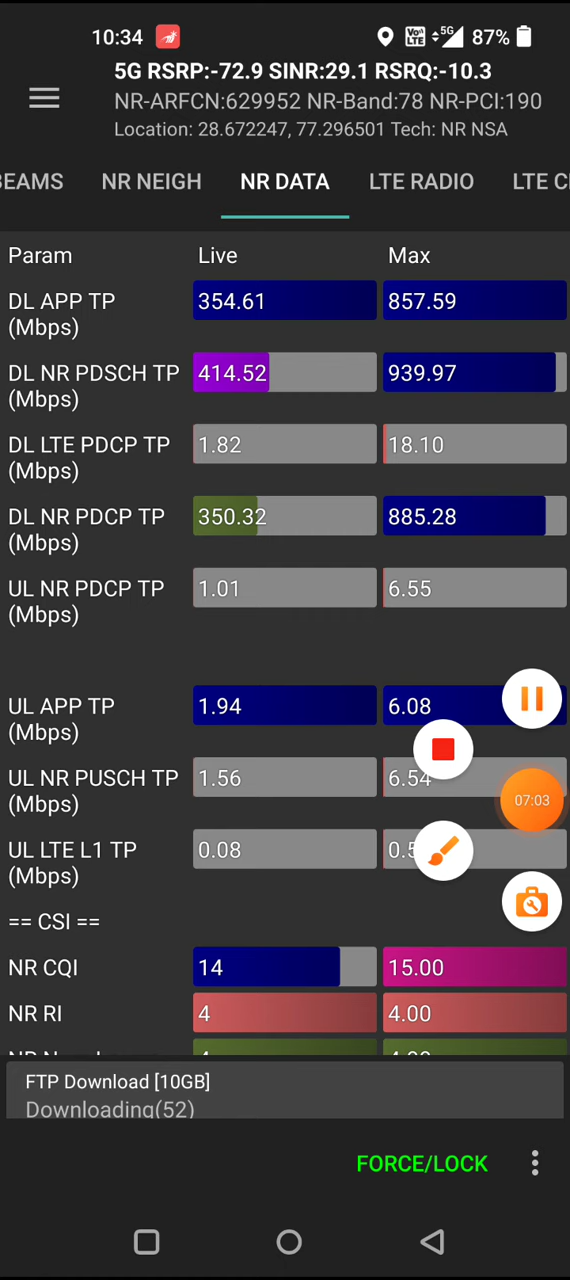 10:34 VoLTE 5G 87%
5G RSRP:-72.9 SINR:29.1 RSRQ:-10.3
NR-ARFCN:629952 NR-Band:78 NR-PCI:190
Location: 28.672247, 77.296501 Tech: NR NSA
BEAMS NR NEIGH NR DATA LTE RADIO LTE C
Param Live Max
DL APP TP (Mbps) 354.61 857.59
DL NR PDSCH TP (Mbps) 414.52 939.97
DL LTE PDCP TP (Mbps) 1.82 18.10
DL NR PDCP TP (Mbps) 350.32 885.28
UL NR PDCP TP (Mbps) 1.01 6.55
UL APP TP (Mbps) 1.94 6.08
UL NR PUSCH TP (Mbps) 1.56 6.54
07:03
UL LTE L1 TP (Mbps) 0.08
== CSI ==
NR CQI 14 15.00
NR RI 4 4.00
FTP Download [10GB]
Downloading(52)
FORCE/LOCK